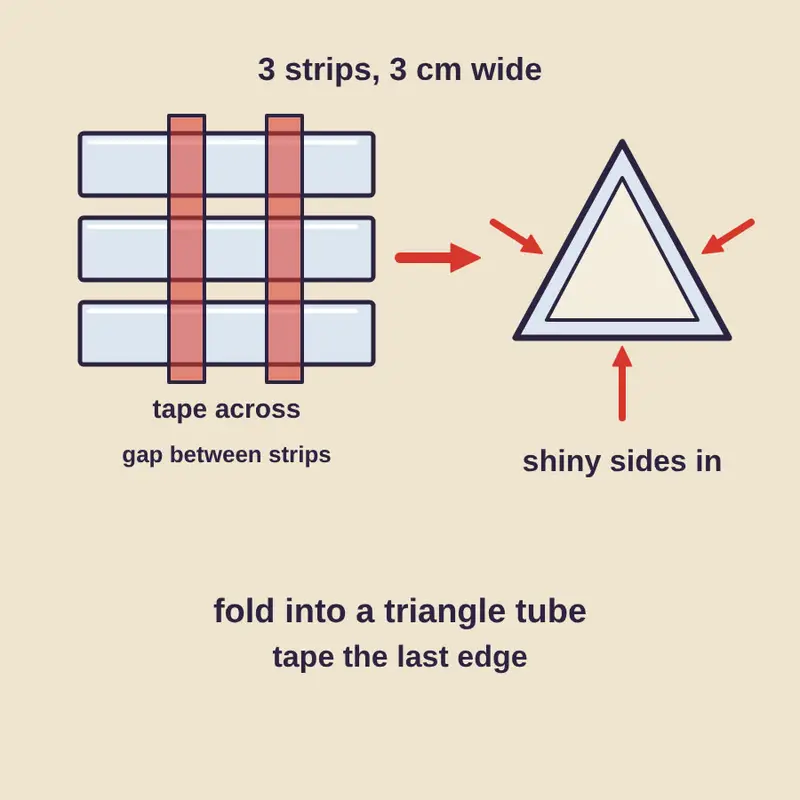 3 strips, 3 cm wide
tape across
gap between strips
shiny sides in
fold into a triangle tube
tape the last edge